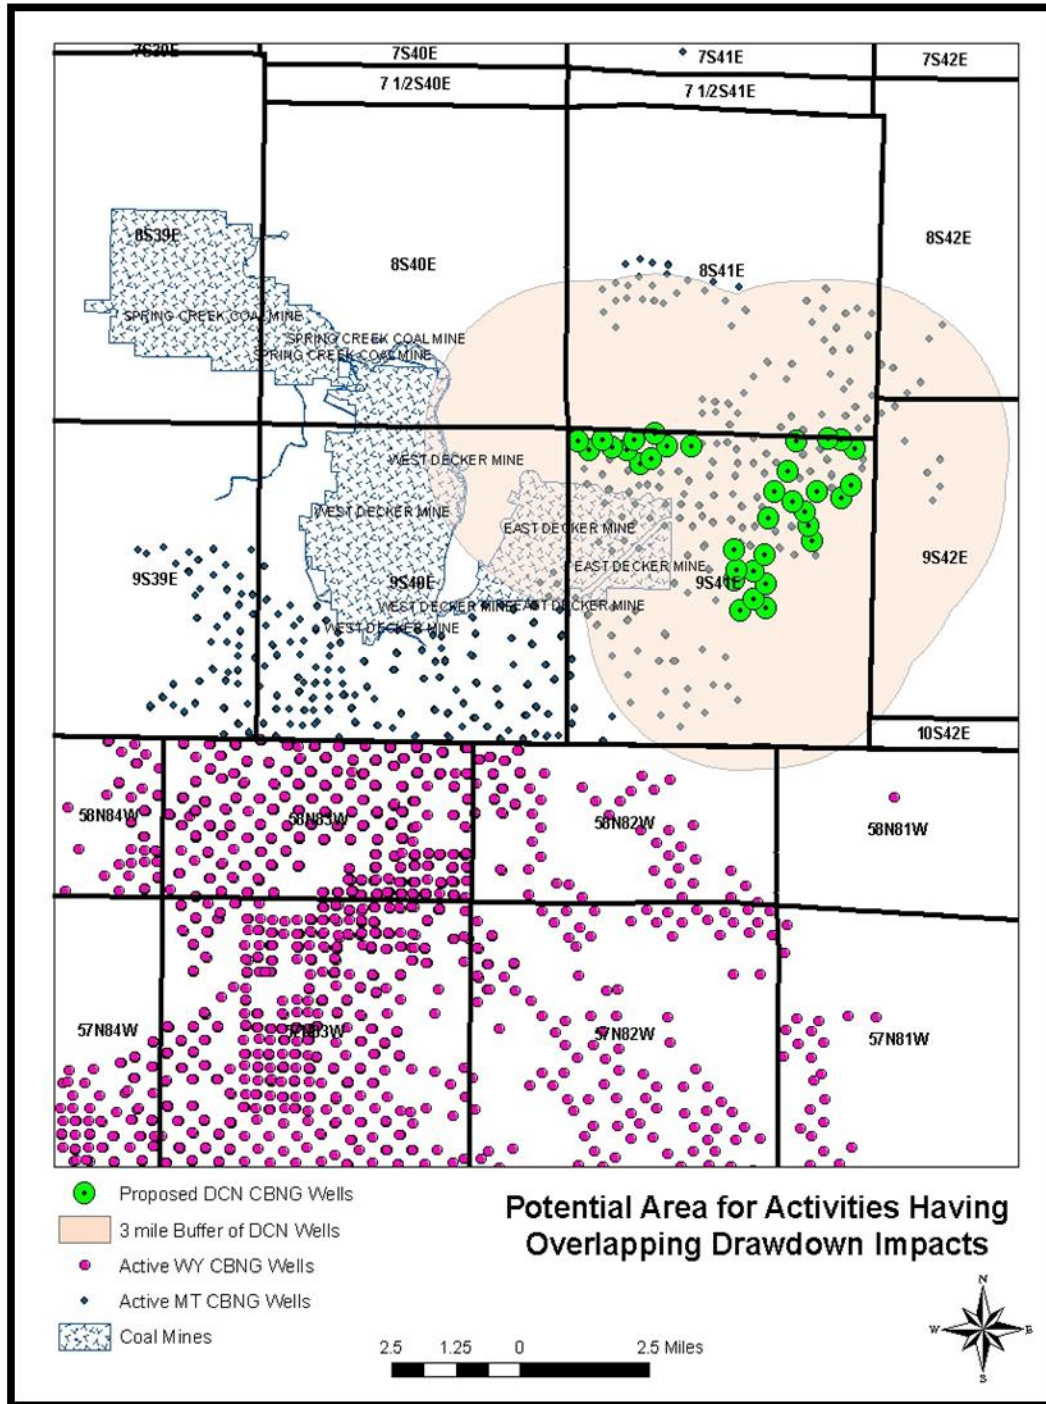 7S39E
7S40E
7S41E
7S42E
7 1/2S40E
7 1/2S41E
8S39E
8S40E
8S41E
8S42E
SPRING CREEK COAL MINE
SPRING CREEK COAL MINE
SPRING CREEK COAL MINE
WEST DECKER MINE
WEST DECKER MINE
EAST DECKER MINE
EAST DECKER MINE
9S39E
9S40E
9S41E
9S42E
WEST DECKER MINE
EAST DECKER MINE
WEST DECKER MINE
10S42E
58N84W
58N83W
58N82W
58N81W
57N84W
57N83W
57N82W
57N81W
Proposed DCN CBNG Wells
3 mile Buffer of DCN Wells
Active WY CBNG Wells
Active MT CBNG Wells
Coal Mines
Potential Area for Activities Having
Overlapping Drawdown Impacts
2.5 1.25 0 2.5 Miles
N
W E
S